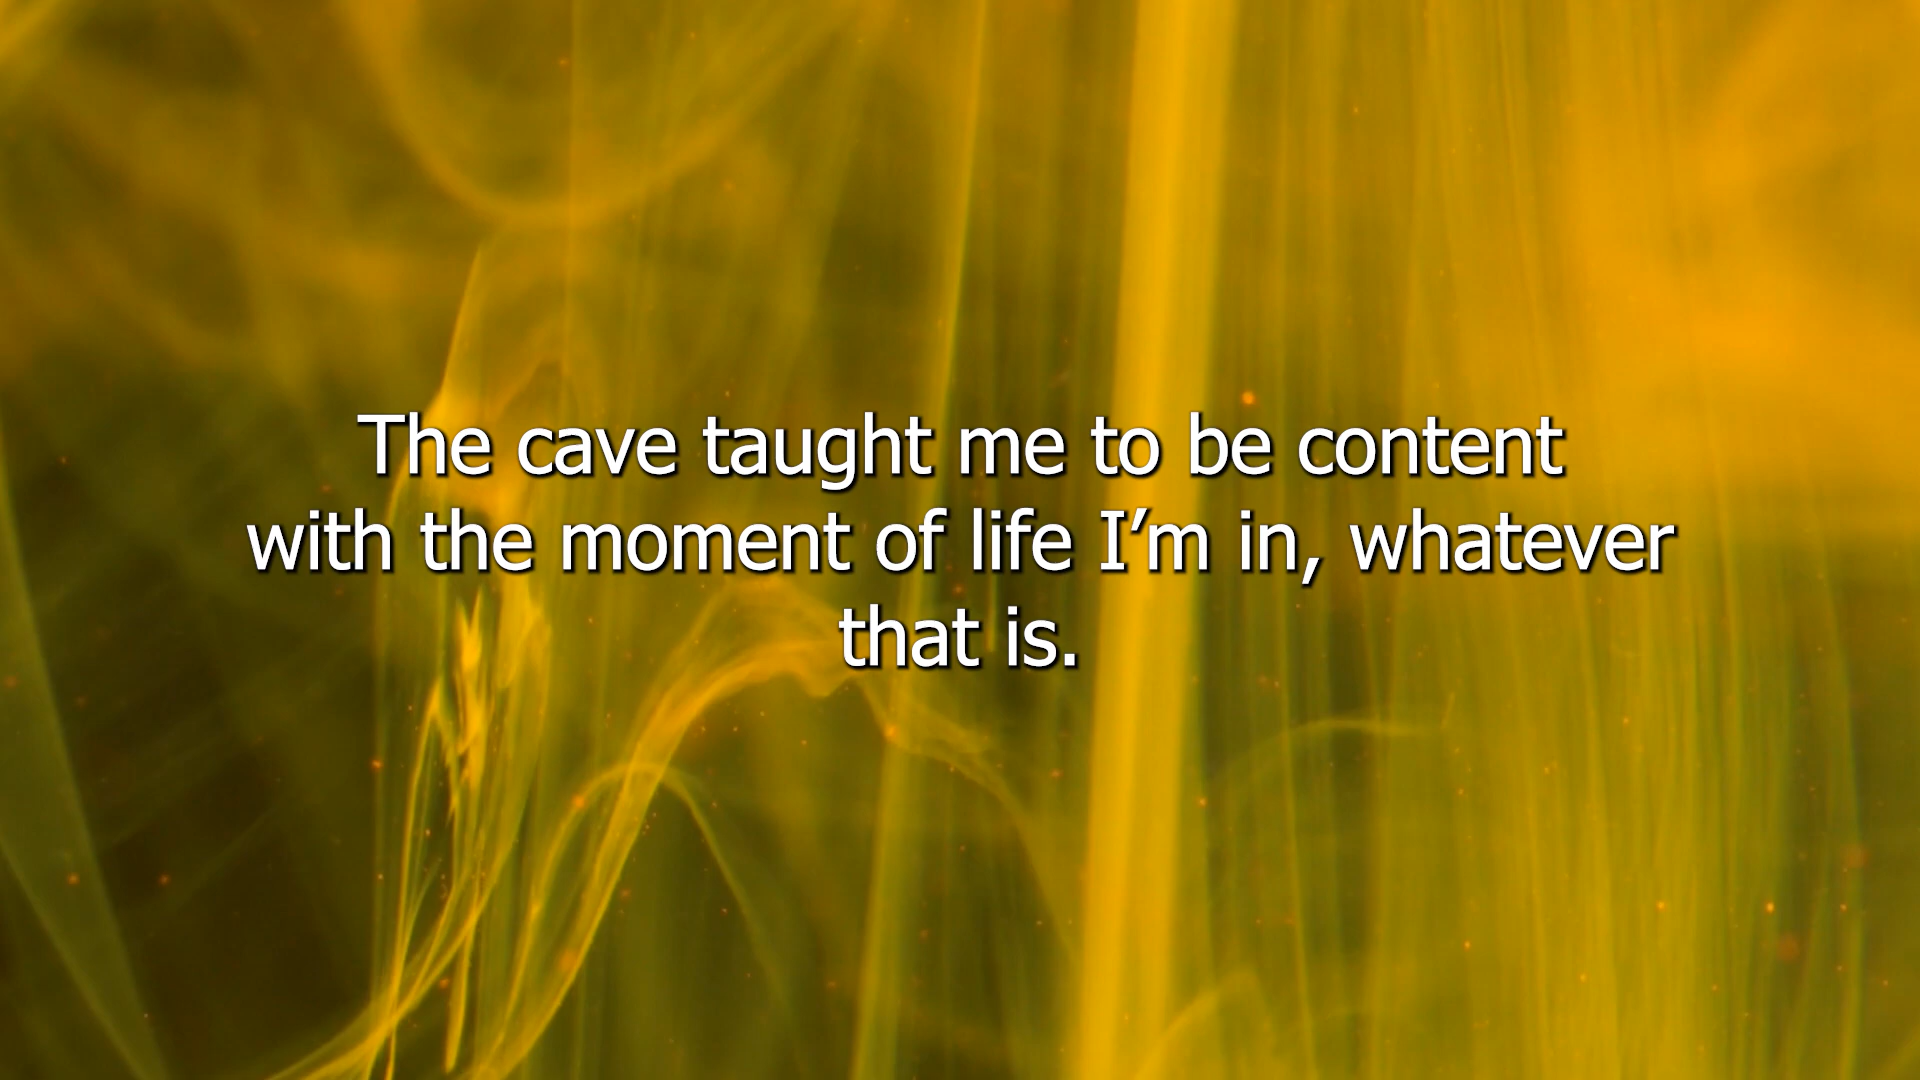 The cave taught me to be content
with the moment of life I’m in, whatever
that is.